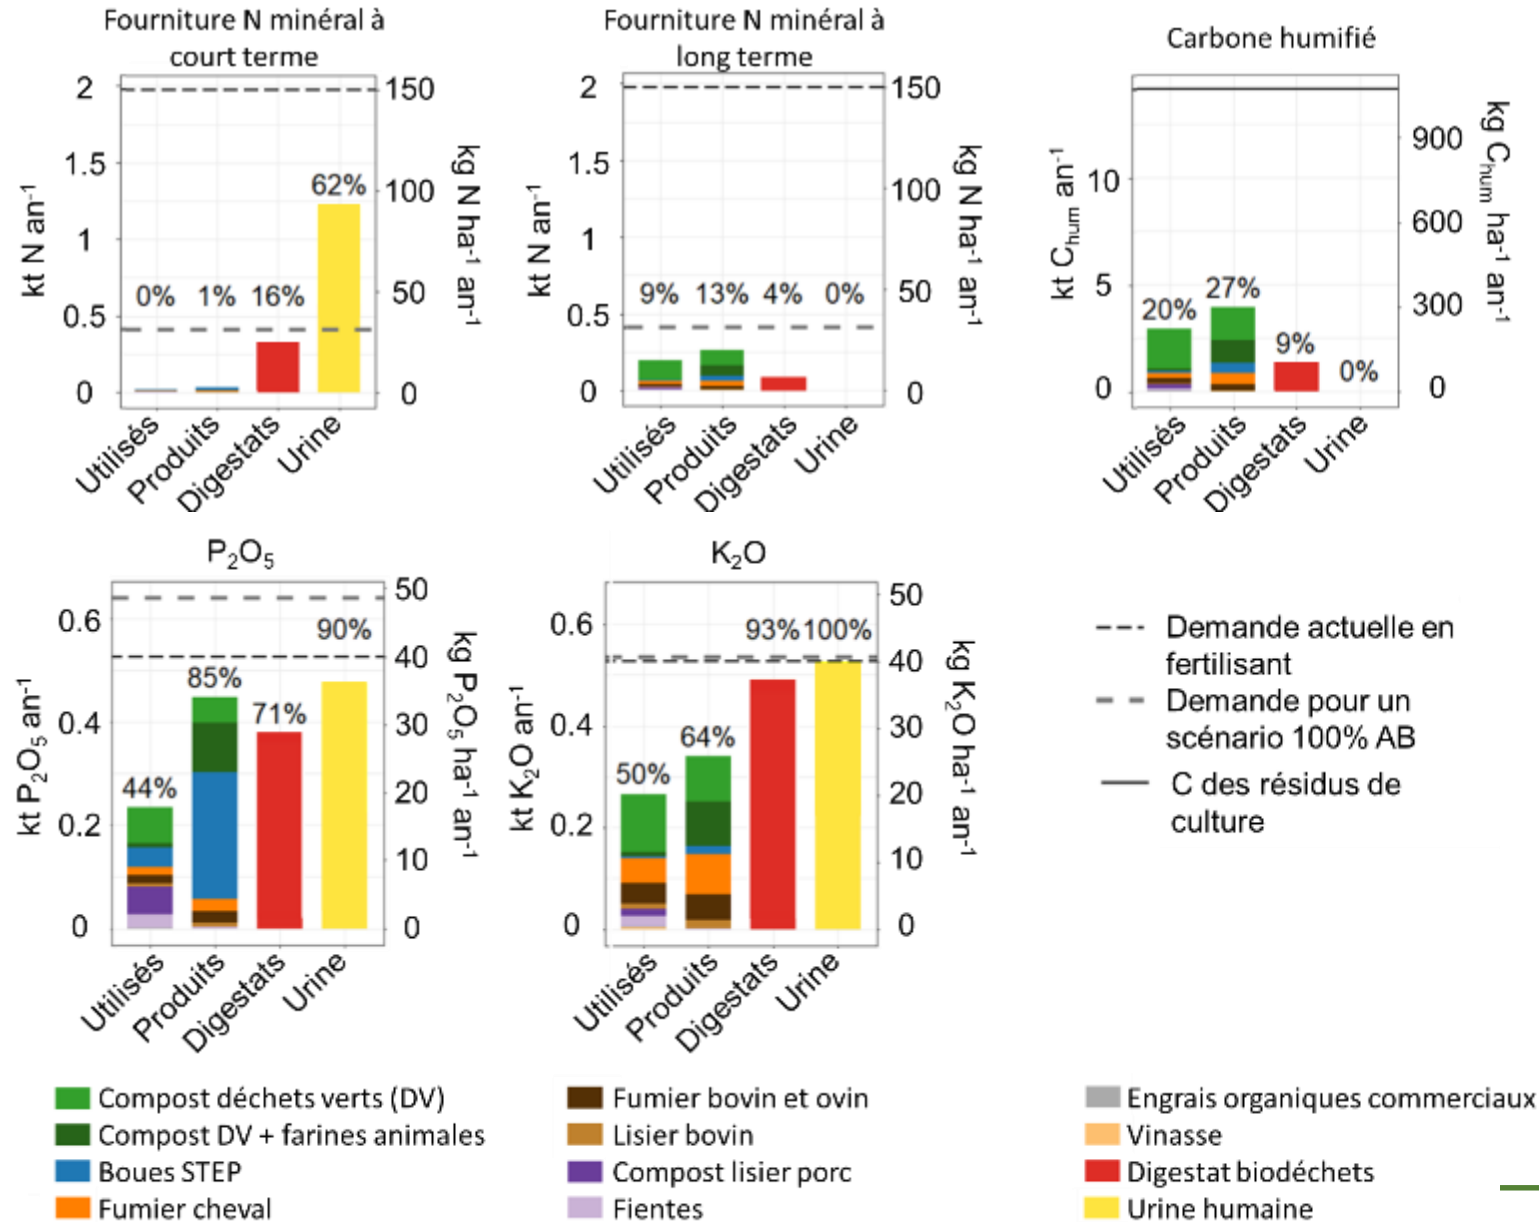 Fourniture N minéral à
court terme
2
1.5
1
0.5
0
kt N an⁻¹
150
100
50
0
kg N ha⁻¹ an⁻¹
0%
1%
16%
62%
Utilisés
Produits
Digestats
Urine
Fourniture N minéral à
long terme
2
1.5
1
0.5
0
kt N an⁻¹
150
100
50
0
kg N ha⁻¹ an⁻¹
9%
13%
4%
0%
Utilisés
Produits
Digestats
Urine
Carbone humifié
10
5
0
kt Chum an⁻¹
900
600
300
0
kg Chum ha⁻¹ an⁻¹
20%
27%
9%
0%
Utilisés
Produits
Digestats
Urine
P₂O₅
0.6
0.4
0.2
0
kt P₂O₅ an⁻¹
50
40
30
20
10
0
kg P₂O₅ ha⁻¹ an⁻¹
44%
85%
71%
90%
Utilisés
Produits
Digestats
Urine
K₂O
0.6
0.4
0.2
0
kt K₂O an⁻¹
50
40
30
20
10
0
kg K₂O ha⁻¹ an⁻¹
50%
64%
93%
100%
Utilisés
Produits
Digestats
Urine
Demande actuelle en
fertilisant
Demande pour un
scénario 100% AB
C des résidus de
culture
Compost déchets verts (DV)
Compost DV + farines animales
Boues STEP
Fumier cheval
Fumier bovin et ovin
Lisier bovin
Compost lisier porc
Fientes
Engrais organiques commerciaux
Vinasse
Digestat biodéchets
Urine humaine